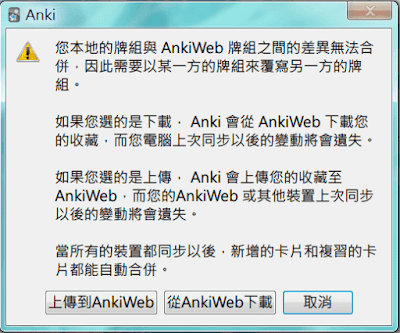 Anki
您本地的牌組與 AnkiWeb 牌組之間的差異無法合
併，因此需要以某一方的牌組來覆寫另一方的牌
組。
如果您選的是下載， Anki 會從 AnkiWeb 下載您
的收藏，而您電腦上次同步以後的變動將會遺失。
如果您選的是上傳， Anki 會上傳您的收藏至
AnkiWeb，而您的AnkiWeb 或其他裝置上次同步
以後的變動將會遺失。
當所有的裝置都同步以後，新增的卡片和複習的卡
片都能自動合併。
上傳到AnkiWeb 從AnkiWeb下載 取消